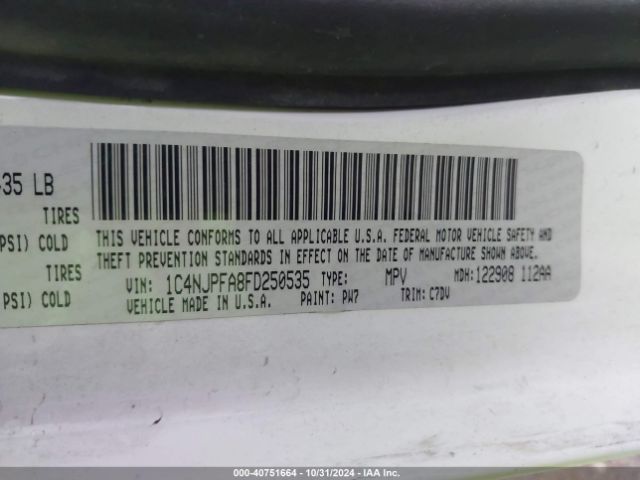 435 LB
TIRES
PSI) COLD
TIRES
PSI) COLD
THIS VEHICLE CONFORMS TO ALL APPLICABLE U.S.A. FEDERAL MOTOR VEHICLE SAFETY AND
THEFT PREVENTION STANDARDS IN EFFECT ON THE DATE OF MANUFACTURE SHOWN ABOVE.
VIN: 1C4NJPFA8FD250535 TYPE: MPV MDH:122908 112AA
VEHICLE MADE IN U.S.A. PAINT: PW7 TRIM: C7DV
000-40751664 - 10/31/2024 - IAA Inc.